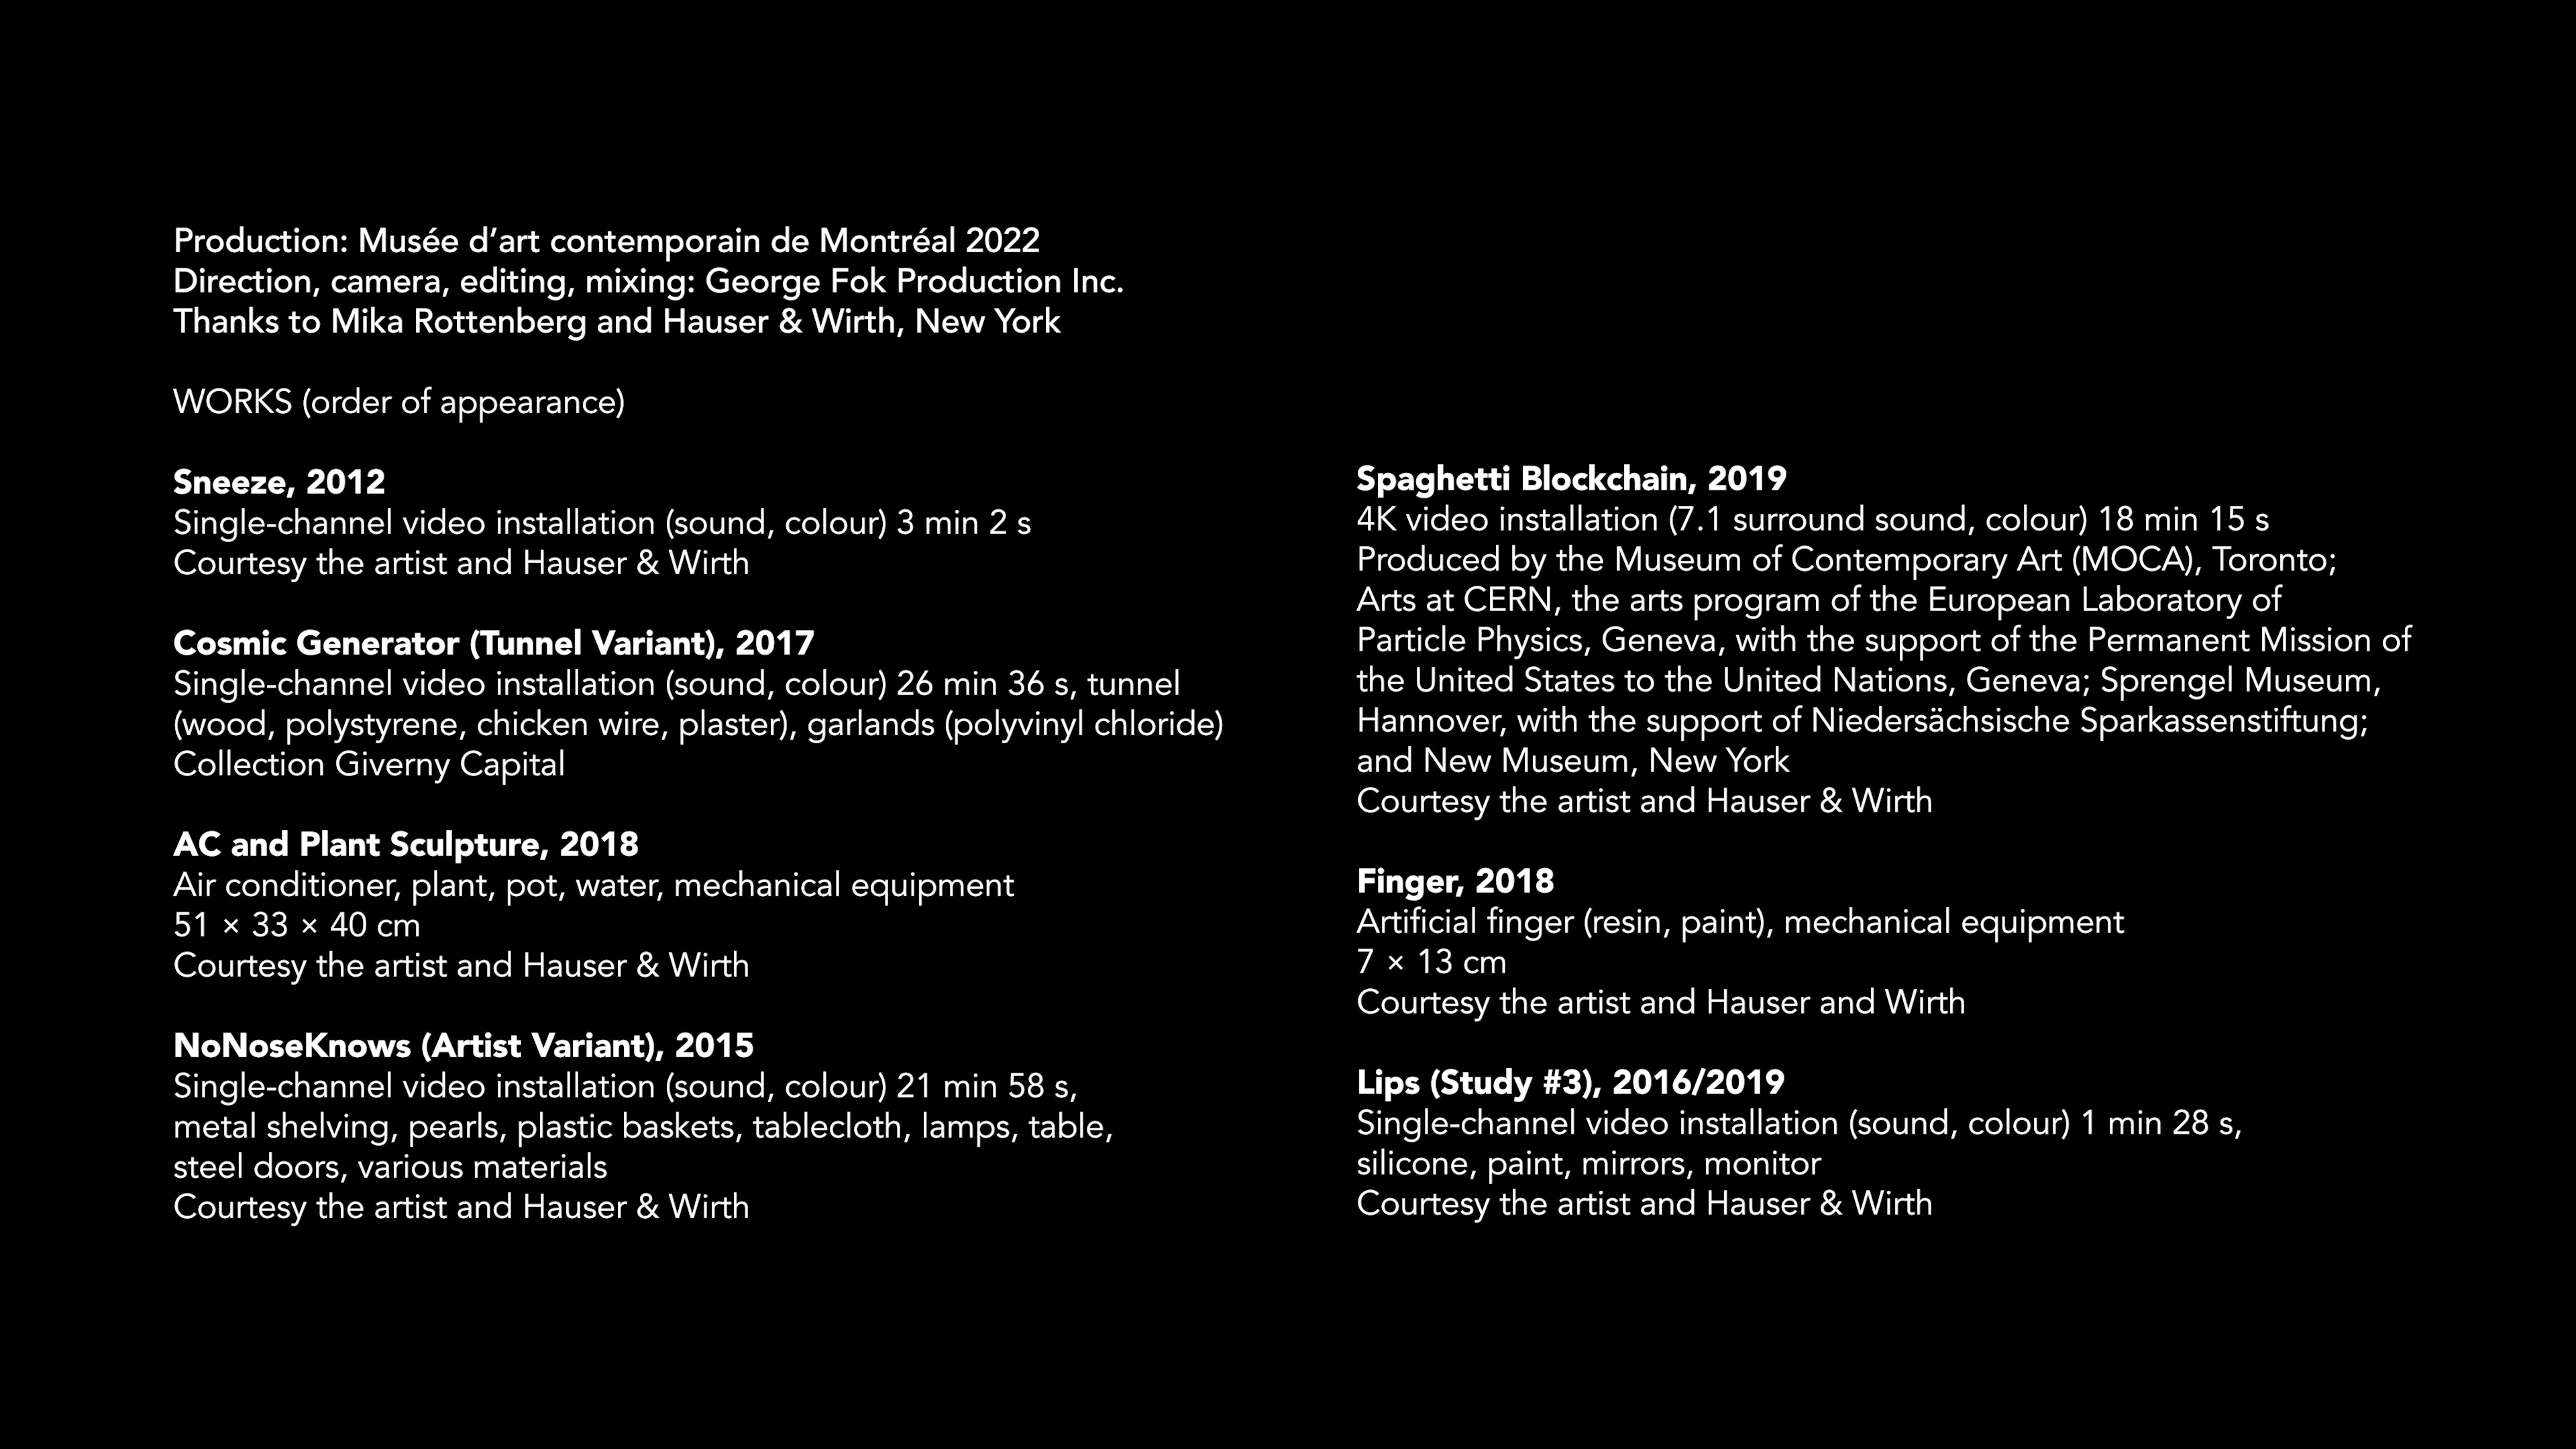 Production: Musée d’art contemporain de Montréal 2022
Direction, camera, editing, mixing: George Fok Production Inc.
Thanks to Mika Rottenberg and Hauser & Wirth, New York
WORKS (order of appearance)
Sneeze, 2012
Single-channel video installation (sound, colour) 3 min 2 s
Courtesy the artist and Hauser & Wirth
Cosmic Generator (Tunnel Variant), 2017
Single-channel video installation (sound, colour) 26 min 36 s, tunnel
(wood, polystyrene, chicken wire, plaster), garlands (polyvinyl chloride)
Collection Giverny Capital
AC and Plant Sculpture, 2018
Air conditioner, plant, pot, water, mechanical equipment
51 × 33 × 40 cm
Courtesy the artist and Hauser & Wirth
NoNoseKnows (Artist Variant), 2015
Single-channel video installation (sound, colour) 21 min 58 s,
metal shelving, pearls, plastic baskets, tablecloth, lamps, table,
steel doors, various materials
Courtesy the artist and Hauser & Wirth
Spaghetti Blockchain, 2019
4K video installation (7.1 surround sound, colour) 18 min 15 s
Produced by the Museum of Contemporary Art (MOCA), Toronto;
Arts at CERN, the arts program of the European Laboratory of
Particle Physics, Geneva, with the support of the Permanent Mission of
the United States to the United Nations, Geneva; Sprengel Museum,
Hannover, with the support of Niedersächsische Sparkassenstiftung;
and New Museum, New York
Courtesy the artist and Hauser & Wirth
Finger, 2018
Artificial finger (resin, paint), mechanical equipment
7 × 13 cm
Courtesy the artist and Hauser and Wirth
Lips (Study #3), 2016/2019
Single-channel video installation (sound, colour) 1 min 28 s,
silicone, paint, mirrors, monitor
Courtesy the artist and Hauser & Wirth